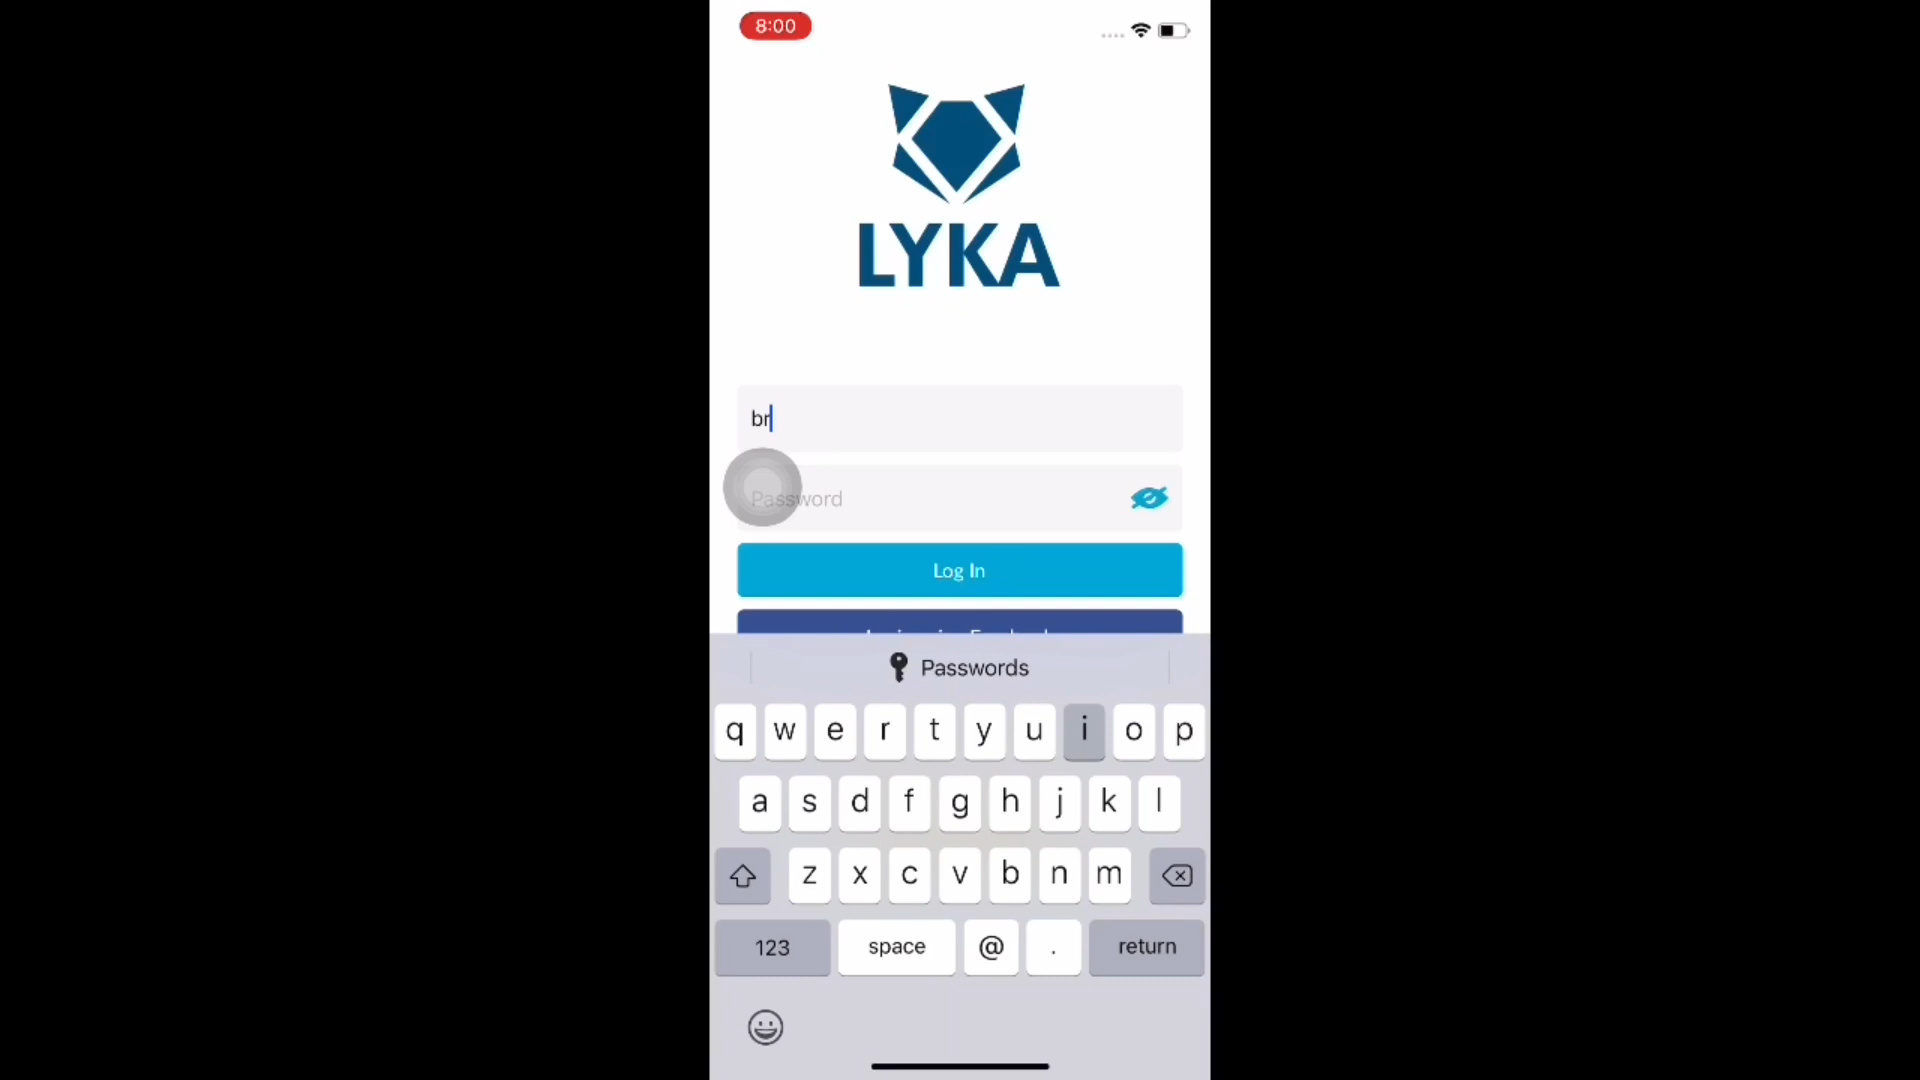 8:00
LYKA
br
Password
Log In
Passwords
q w e r t y u i o p
a s d f g h j k l
z x c v b n m
123 space @ . return